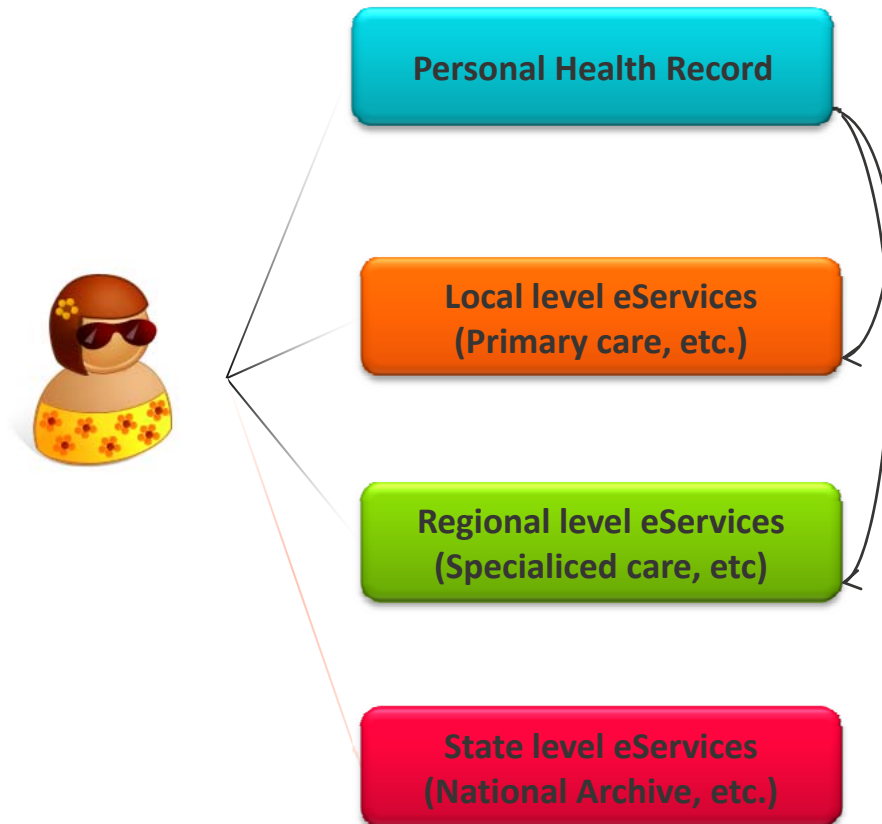 Personal Health Record
Local level eServices
(Primary care, etc.)
Regional level eServices
(Specialiced care, etc)
State level eServices
(National Archive, etc.)